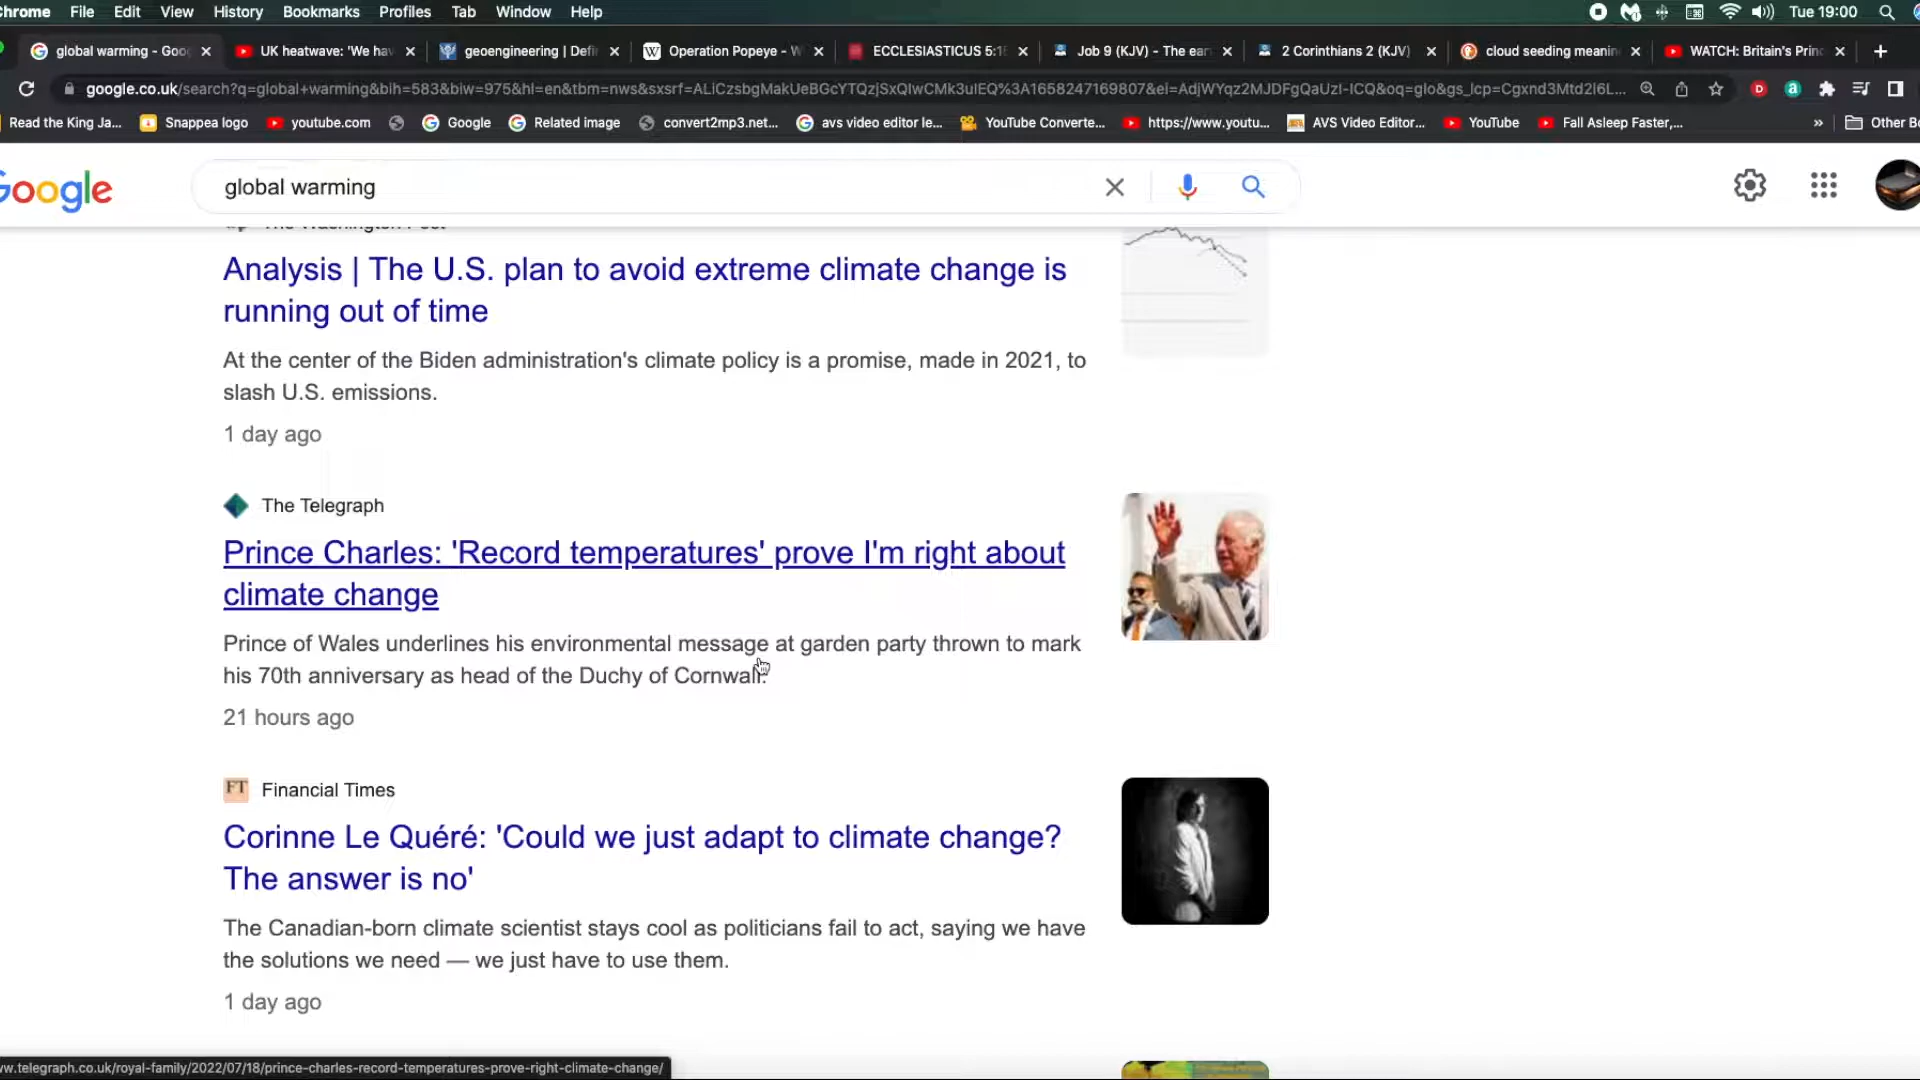 Chrome File Edit View History Bookmarks Profiles Tab Window Help Tue 19:00
global warming - Goo UK heatwave: 'We hav geoengineering | Defi Operation Popeye - W ECCLESIASTICUS 5:1 Job 9 (KJV) - The ear 2 Corinthians 2 (KJV) cloud seeding meanin WATCH: Britain's Prin
google.co.uk/search?q=global+warming&bih=583&biw=975&hl=en&tbm=nws&sxsrf=
Read the King Ja... Snappea logo youtube.com Google Related image convert2mp3.net... avs video editor le... YouTube Converte... https://www.youtu... AVS Video Editor... YouTube Fall Asleep Faster,... » Other Bo
Google
global warming
The Washington Post
Analysis | The U.S. plan to avoid extreme climate change is
running out of time
At the center of the Biden administration's climate policy is a promise, made in 2021, to
slash U.S. emissions.
1 day ago
The Telegraph
Prince Charles: 'Record temperatures' prove I'm right about
climate change
Prince of Wales underlines his environmental message at garden party thrown to mark
his 70th anniversary as head of the Duchy of Cornwall.
21 hours ago
FT Financial Times
Corinne Le Quéré: 'Could we just adapt to climate change?
The answer is no'
The Canadian-born climate scientist stays cool as politicians fail to act, saying we have
the solutions we need — we just have to use them.
1 day ago
ww.telegraph.co.uk/royal-family/2022/07/18/prince-charles-record-temperatures-prove-right-climate-change/